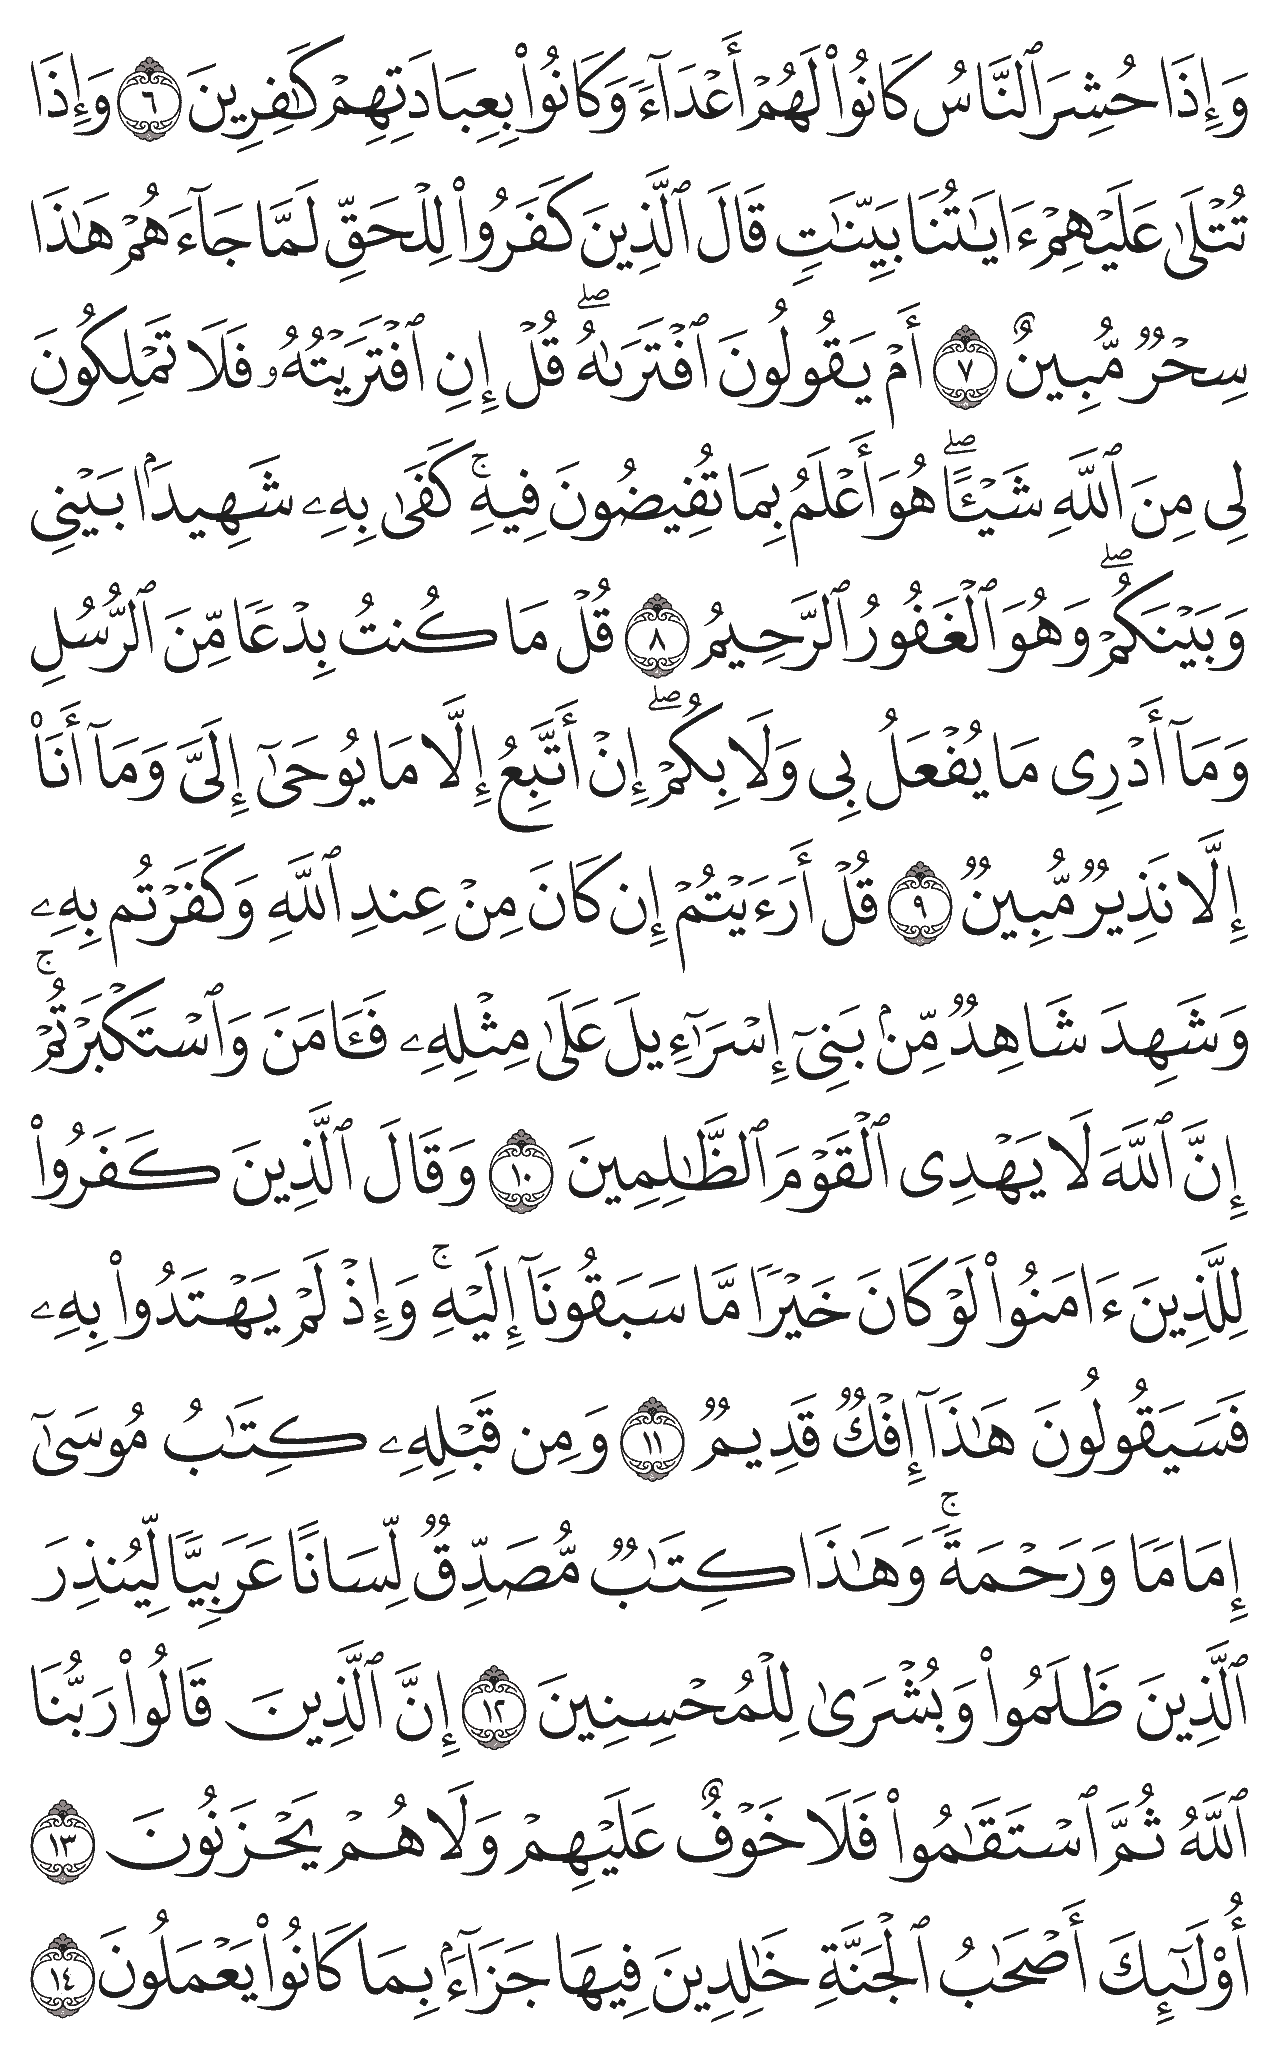 وَإِذَا حُشِرَ ٱلنَّاسُ كَانُوا۟ لَهُمْ أَعْدَآءً وَكَانُوا۟ بِعِبَادَتِهِمْ كَٰفِرِينَ ۝٦ وَإِذَا
تُتْلَىٰ عَلَيْهِمْ ءَايَٰتُنَا بَيِّنَٰتٍ قَالَ ٱلَّذِينَ كَفَرُوا۟ لِلْحَقِّ لَمَّا جَآءَهُمْ هَٰذَا
سِحْرٌ مُّبِينٌ ۝٧ أَمْ يَقُولُونَ ٱفْتَرَىٰهُ ۖ قُلْ إِنِ ٱفْتَرَيْتُهُۥ فَلَا تَمْلِكُونَ
لِى مِنَ ٱللَّهِ شَيْـًٔا ۖ هُوَ أَعْلَمُ بِمَا تُفِيضُونَ فِيهِ ۚ كَفَىٰ بِهِۦ شَهِيدًۢا بَيْنِى
وَبَيْنَكُمْ ۖ وَهُوَ ٱلْغَفُورُ ٱلرَّحِيمُ ۝٨ قُلْ مَا كُنتُ بِدْعًا مِّنَ ٱلرُّسُلِ
وَمَآ أَدْرِى مَا يُفْعَلُ بِى وَلَا بِكُمْ ۖ إِنْ أَتَّبِعُ إِلَّا مَا يُوحَىٰٓ إِلَىَّ وَمَآ أَنَا۠
إِلَّا نَذِيرٌ مُّبِينٌ ۝٩ قُلْ أَرَءَيْتُمْ إِن كَانَ مِنْ عِندِ ٱللَّهِ وَكَفَرْتُم بِهِۦ
وَشَهِدَ شَاهِدٌ مِّنۢ بَنِىٓ إِسْرَٰٓءِيلَ عَلَىٰ مِثْلِهِۦ فَـَٔامَنَ وَٱسْتَكْبَرْتُمْ ۚ
إِنَّ ٱللَّهَ لَا يَهْدِى ٱلْقَوْمَ ٱلظَّٰلِمِينَ ۝١٠ وَقَالَ ٱلَّذِينَ كَفَرُوا۟
لِلَّذِينَ ءَامَنُوا۟ لَوْ كَانَ خَيْرًا مَّا سَبَقُونَآ إِلَيْهِ ۚ وَإِذْ لَمْ يَهْتَدُوا۟ بِهِۦ
فَسَيَقُولُونَ هَٰذَآ إِفْكٌ قَدِيمٌ ۝١١ وَمِن قَبْلِهِۦ كِتَٰبُ مُوسَىٰٓ
إِمَامًا وَرَحْمَةً ۚ وَهَٰذَا كِتَٰبٌ مُّصَدِّقٌ لِّسَانًا عَرَبِيًّا لِّيُنذِرَ
ٱلَّذِينَ ظَلَمُوا۟ وَبُشْرَىٰ لِلْمُحْسِنِينَ ۝١٢ إِنَّ ٱلَّذِينَ قَالُوا۟ رَبُّنَا
ٱللَّهُ ثُمَّ ٱسْتَقَٰمُوا۟ فَلَا خَوْفٌ عَلَيْهِمْ وَلَا هُمْ يَحْزَنُونَ ۝١٣
أُو۟لَٰٓئِكَ أَصْحَٰبُ ٱلْجَنَّةِ خَٰلِدِينَ فِيهَا جَزَآءًۢ بِمَا كَانُوا۟ يَعْمَلُونَ ۝١٤